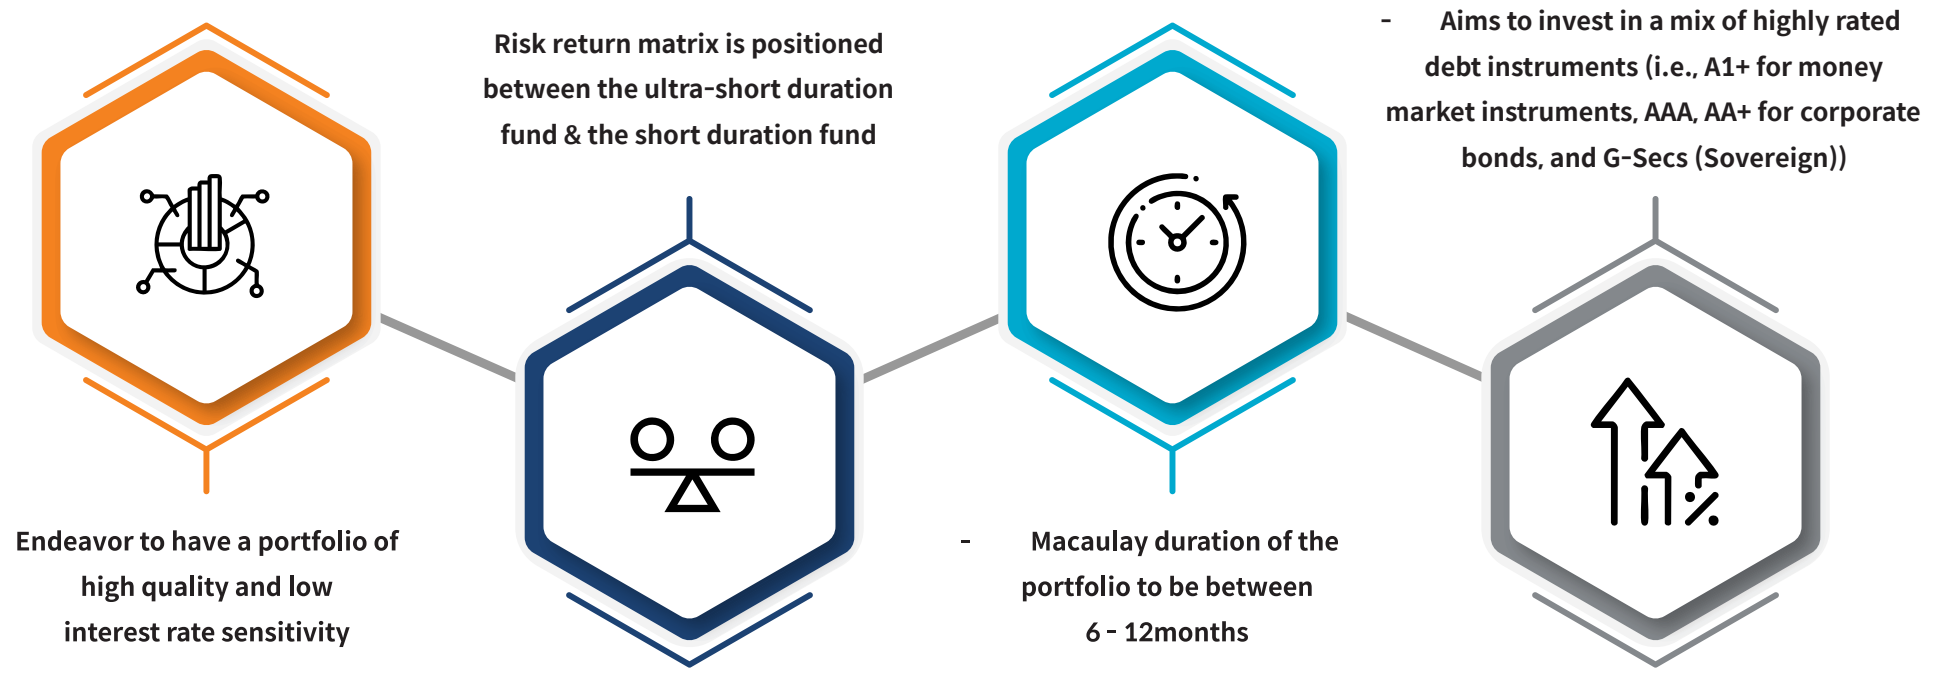 Endeavor to have a portfolio of
high quality and low
interest rate sensitivity
Risk return matrix is positioned
between the ultra-short duration
fund & the short duration fund
- Macaulay duration of the
portfolio to be between
6 - 12months
- Aims to invest in a mix of highly rated
debt instruments (i.e., A1+ for money
market instruments, AAA, AA+ for corporate
bonds, and G-Secs (Sovereign))